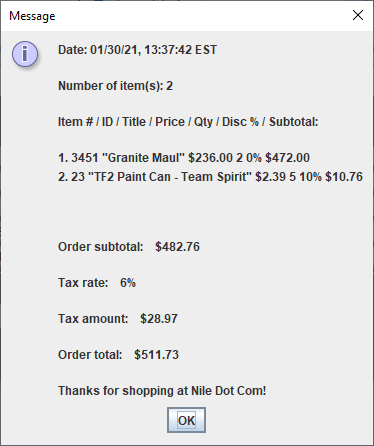 Message
Date: 01/30/21, 13:37:42 EST
Number of item(s): 2
Item # / ID / Title / Price / Qty / Disc % / Subtotal:
1. 3451 "Granite Maul" $236.00 2 0% $472.00
2. 23 "TF2 Paint Can - Team Spirit" $2.39 5 10% $10.76
Order subtotal: $482.76
Tax rate: 6%
Tax amount: $28.97
Order total: $511.73
Thanks for shopping at Nile Dot Com!
OK